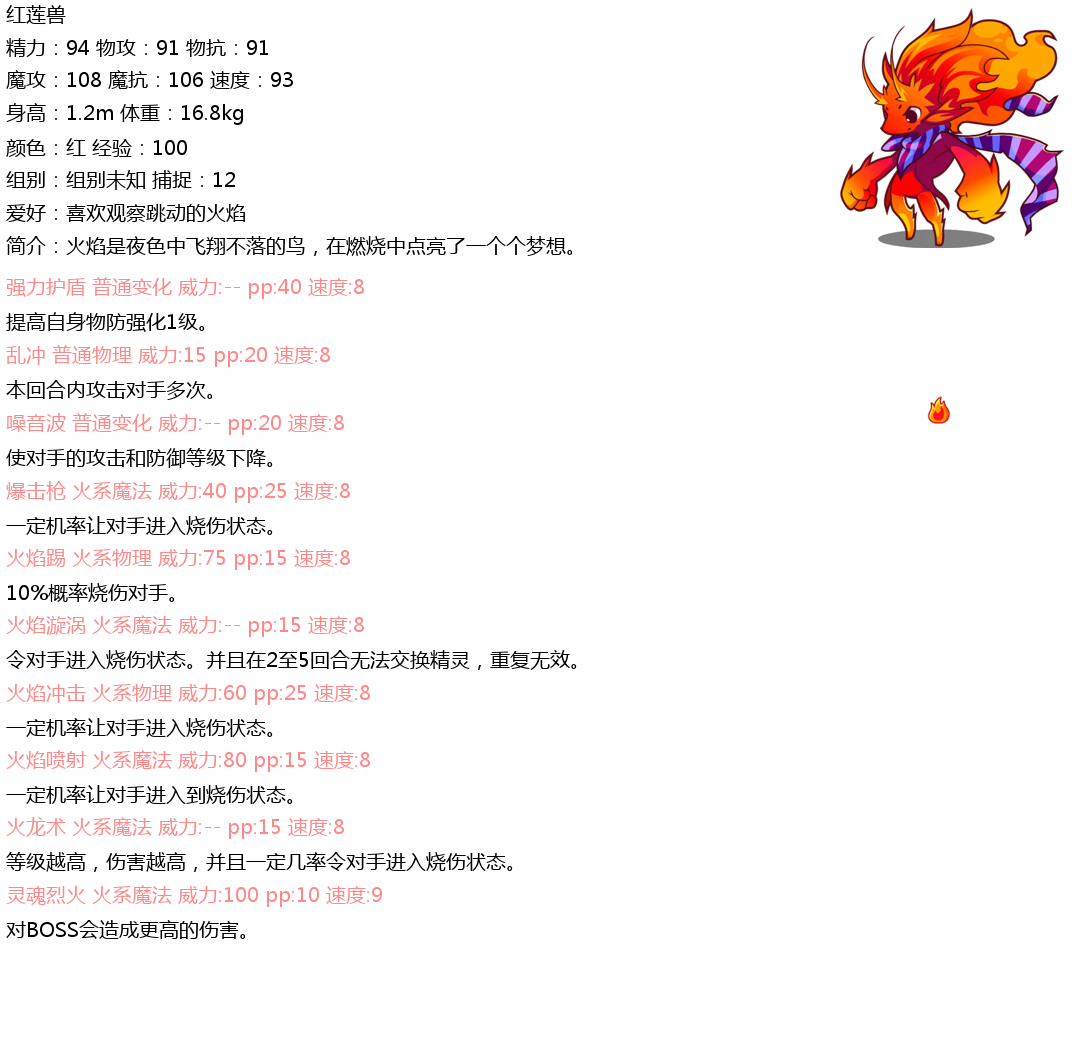 红莲兽
精力：94 物攻：91 物抗：91
魔攻：108 魔抗：106 速度：93
身高：1.2m 体重：16.8kg
颜色：红 经验：100
组别：组别未知 捕捉：12
爱好：喜欢观察跳动的火焰
简介：火焰是夜色中飞翔不落的鸟，在燃烧中点亮了一个个梦想。
强力护盾 普通变化 威力:-- pp:40 速度:8
提高自身物防强化1级。
乱冲 普通物理 威力:15 pp:20 速度:8
本回合内攻击对手多次。
噪音波 普通变化 威力:-- pp:20 速度:8
使对手的攻击和防御等级下降。
爆击枪 火系魔法 威力:40 pp:25 速度:8
一定机率让对手进入烧伤状态。
火焰踢 火系物理 威力:75 pp:15 速度:8
10%概率烧伤对手。
火焰漩涡 火系魔法 威力:-- pp:15 速度:8
令对手进入烧伤状态。并且在2至5回合无法交换精灵，重复无效。
火焰冲击 火系物理 威力:60 pp:25 速度:8
一定机率让对手进入烧伤状态。
火焰喷射 火系魔法 威力:80 pp:15 速度:8
一定机率让对手进入到烧伤状态。
火龙术 火系魔法 威力:-- pp:15 速度:8
等级越高，伤害越高，并且一定几率令对手进入烧伤状态。
灵魂烈火 火系魔法 威力:100 pp:10 速度:9
对BOSS会造成更高的伤害。